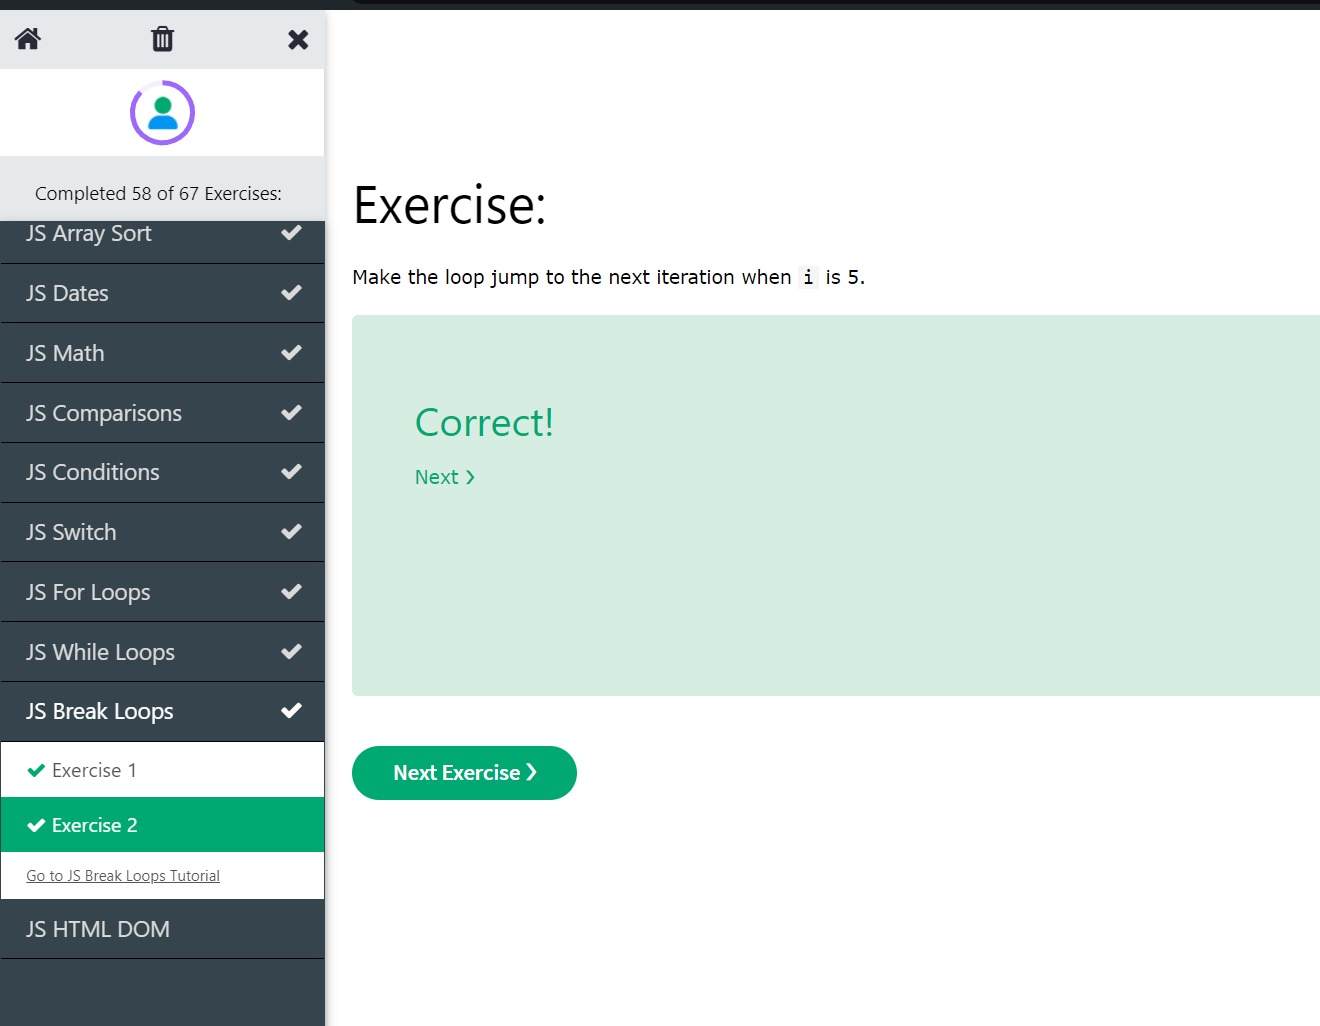 Completed 58 of 67 Exercises:
JS Array Sort
JS Dates
JS Math
JS Comparisons
JS Conditions
JS Switch
JS For Loops
JS While Loops
JS Break Loops
Exercise 1
Exercise 2
Go to JS Break Loops Tutorial
JS HTML DOM
Exercise:
Make the loop jump to the next iteration when i is 5.
Correct!
Next ❯
Next Exercise ❯